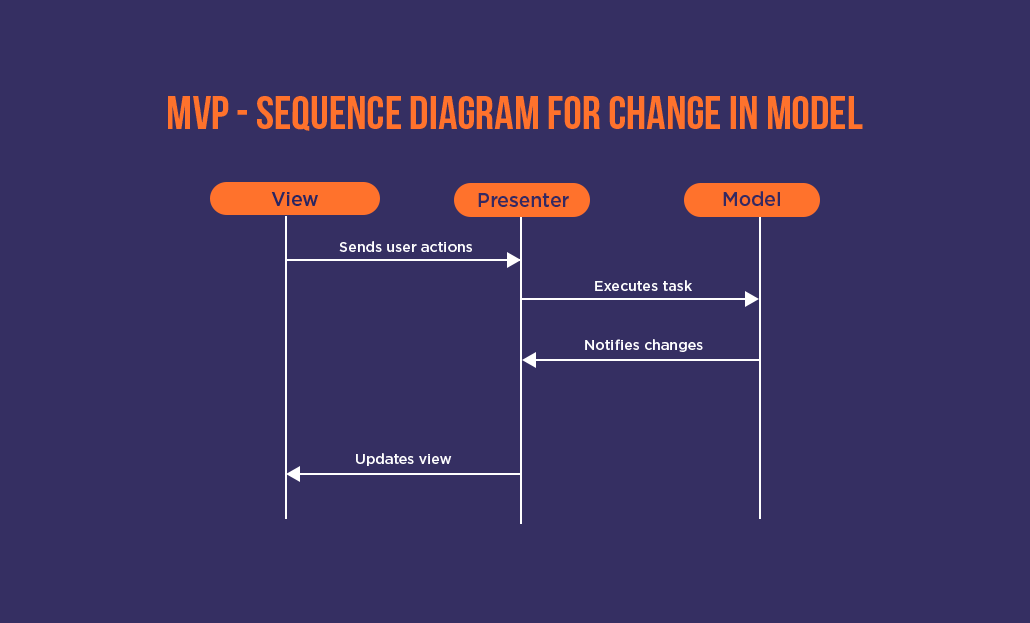 MVP - SEQUENCE DIAGRAM FOR CHANGE IN MODEL
View
Presenter
Model
Sends user actions
Executes task
Notifies changes
Updates view